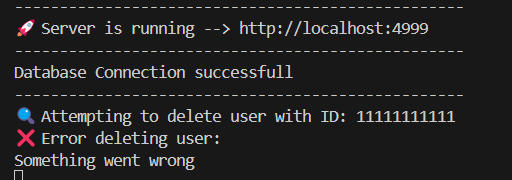 --------------------------------------------------
🚀 Server is running --> http://localhost:4999
--------------------------------------------------
Database Connection successfull
--------------------------------------------------
🔍 Attempting to delete user with ID: 11111111111
❌ Error deleting user:
Something went wrong